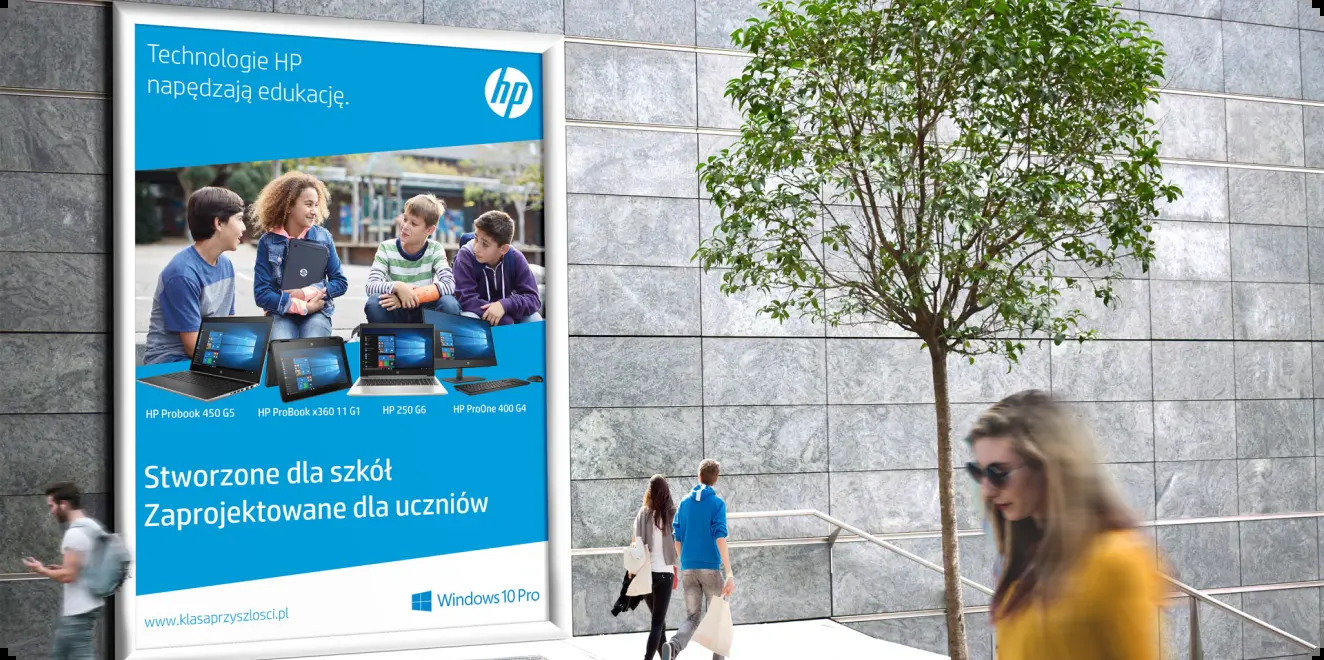 Technologie HP
napędzają edukację.
hp
HP Probook 450 G5
HP ProBook x360 11 G1
HP 250 G6
HP ProOne 400 G4
Stworzone dla szkół
Zaprojektowane dla uczniów
www.klasaprzyszlosci.pl
Windows 10 Pro